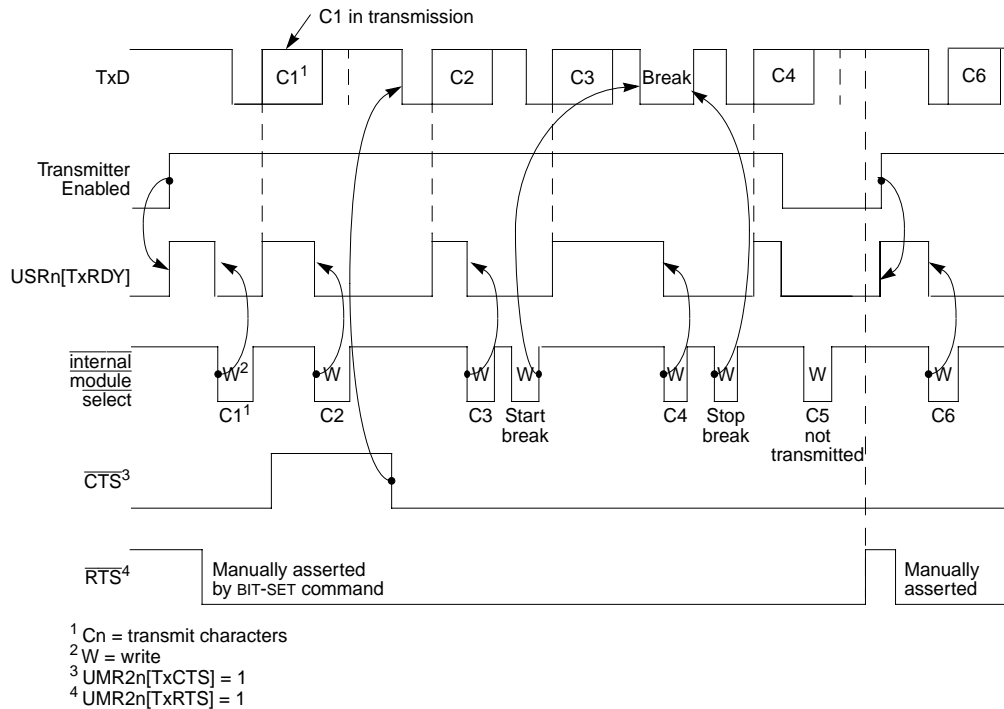 C1 in transmission
TxD
C1¹
C2
C3
Break
C4
C6
Transmitter
Enabled
USRn[TxRDY]
internal
module
select
W²
W
W
W
W
W
W
W
C1¹
C2
C3
Start
break
C4
Stop
break
C5
not
transmitted
C6
CTS³
RTS⁴
Manually asserted
by BIT-SET command
Manually
asserted
¹ Cn = transmit characters
² W = write
³ UMR2n[TxCTS] = 1
⁴ UMR2n[TxRTS] = 1